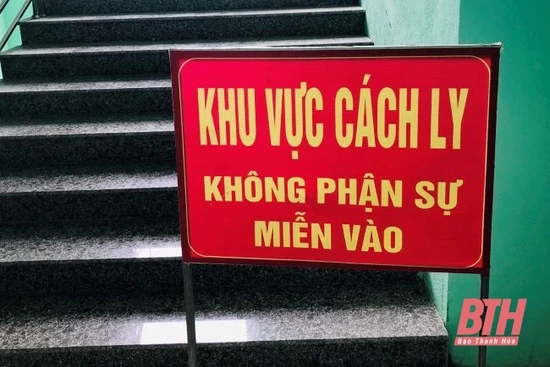 KHU VỰC CÁCH LY
KHÔNG PHẬN SỰ
MIỄN VÀO
BTH
Báo Thanh Hóa